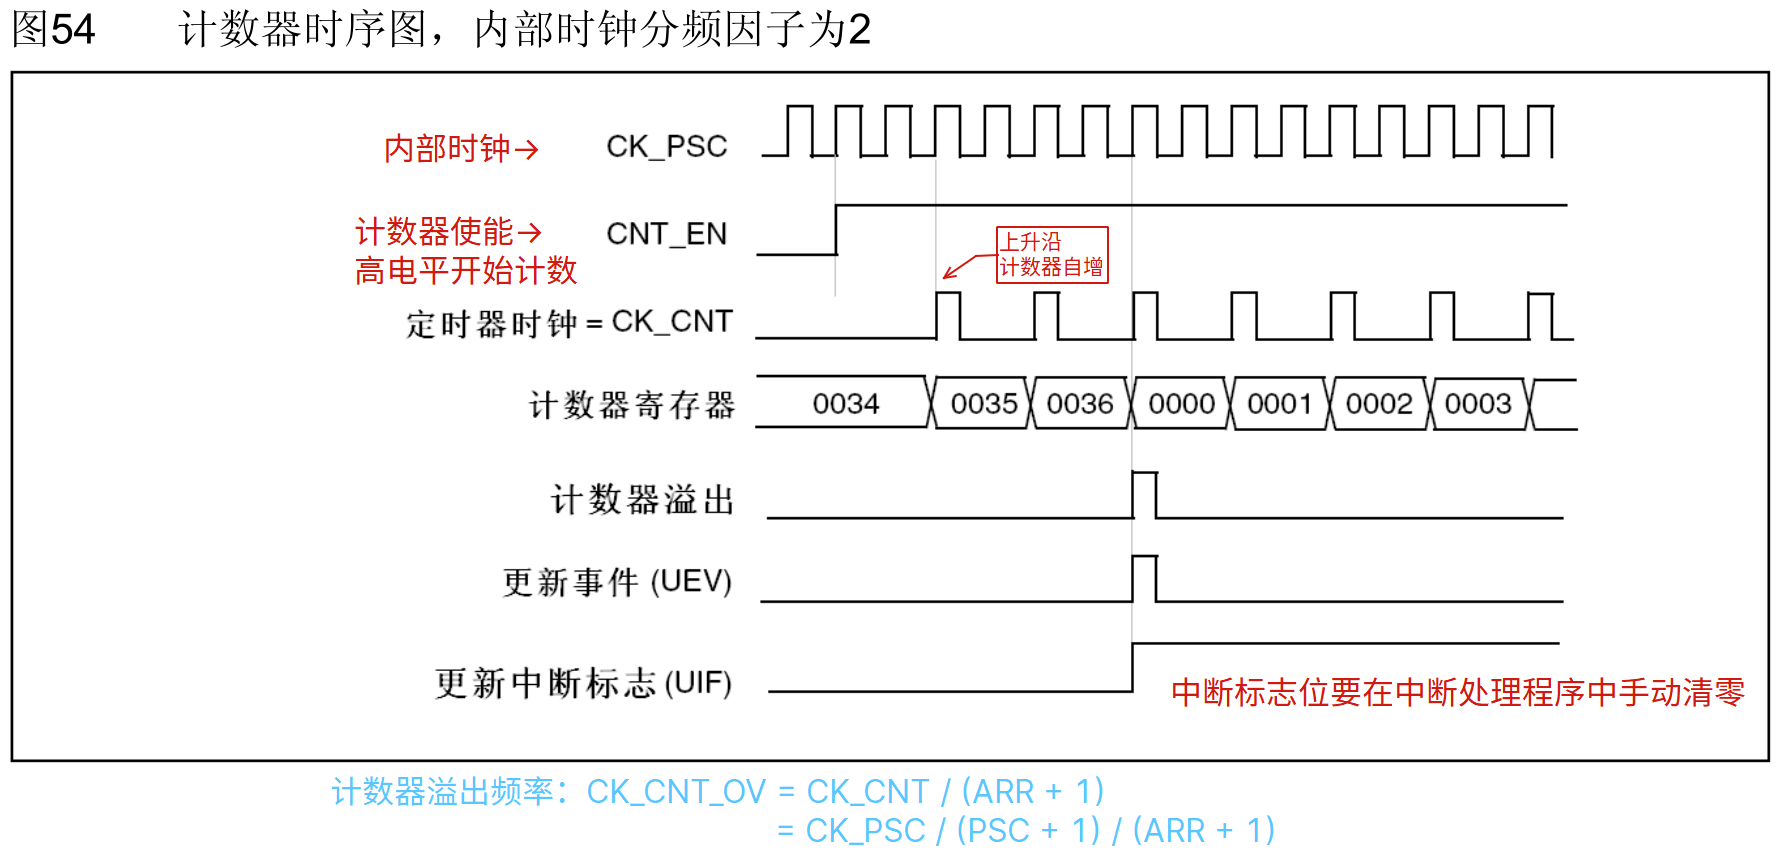 图54 计数器时序图，内部时钟分频因子为2
内部时钟→ CK_PSC
计数器使能→ CNT_EN
高电平开始计数
上升沿
计数器自增
定时器时钟 = CK_CNT
计数器寄存器 0034 0035 0036 0000 0001 0002 0003
计数器溢出
更新事件 (UEV)
更新中断标志 (UIF)
中断标志位要在中断处理程序中手动清零
计数器溢出频率：CK_CNT_OV = CK_CNT / (ARR + 1)
= CK_PSC / (PSC + 1) / (ARR + 1)